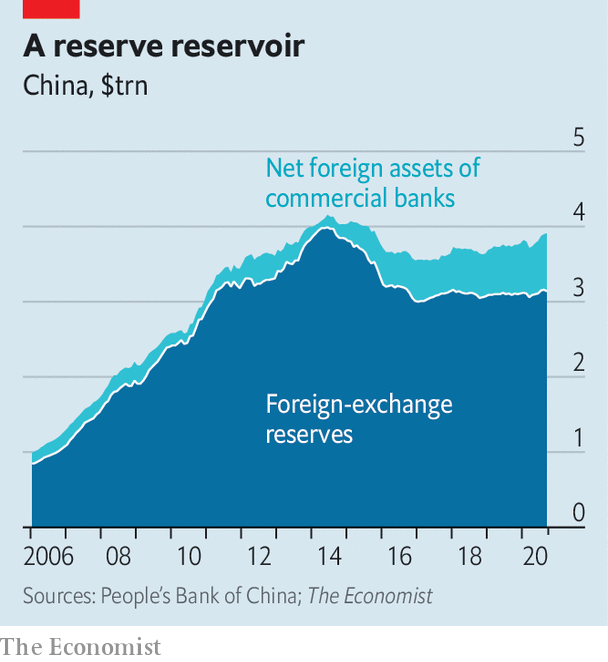 A reserve reservoir
China, $trn
5
Net foreign assets of
commercial banks
4
3
2
Foreign-exchange
reserves
1
0
2006 08 10 12 14 16 18 20
Sources: People’s Bank of China; The Economist
The Economist